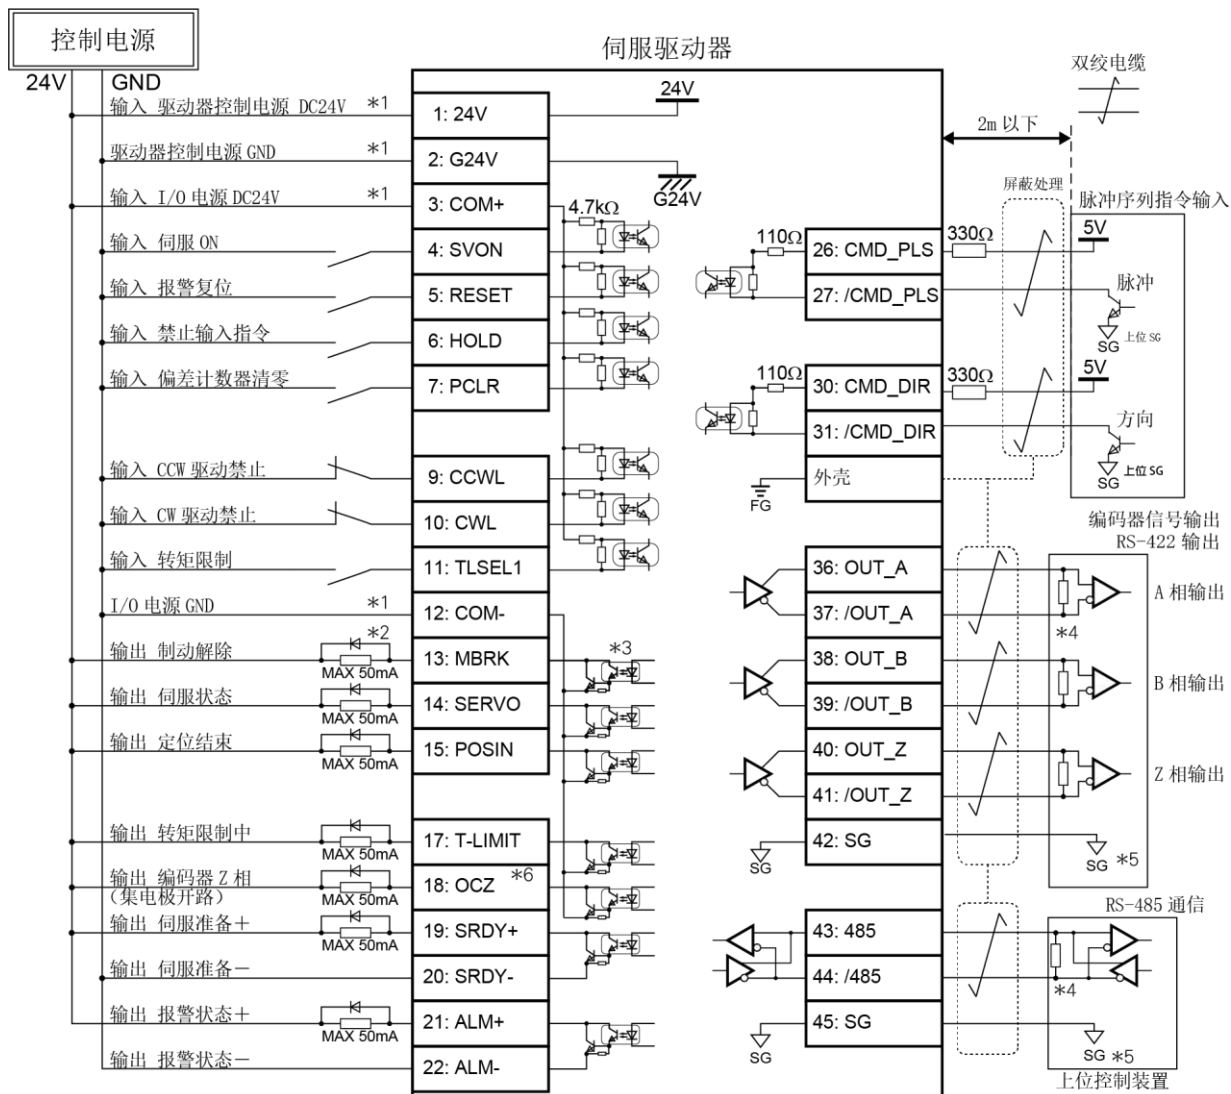 控制电源
24V
GND
伺服驱动器
双绞电缆
输入 驱动器控制电源 DC24V *1
1: 24V
24V
2m 以下
驱动器控制电源 GND *1
2: G24V
G24V
屏蔽处理
脉冲序列指令输入
输入 I/O 电源 DC24V *1
3: COM+
4.7kΩ
输入 伺服 ON
4: SVON
110Ω
26: CMD_PLS
330Ω
5V
输入 报警复位
5: RESET
27: /CMD_PLS
脉冲
SG
上位 SG
输入 禁止输入指令
6: HOLD
输入 偏差计数器清零
7: PCLR
110Ω
30: CMD_DIR
330Ω
5V
31: /CMD_DIR
方向
SG
上位 SG
输入 CCW 驱动禁止
9: CCWL
FG
外壳
输入 CW 驱动禁止
10: CWL
编码器信号输出
RS-422 输出
输入 转矩限制
11: TLSEL1
36: OUT_A
A 相输出
I/O 电源 GND *1
12: COM-
37: /OUT_A
*4
输出 制动解除
*2
MAX 50mA
13: MBRK
*3
38: OUT_B
B 相输出
输出 伺服状态
MAX 50mA
14: SERVO
39: /OUT_B
输出 定位结束
MAX 50mA
15: POSIN
40: OUT_Z
Z 相输出
41: /OUT_Z
输出 转矩限制中
MAX 50mA
17: T-LIMIT
SG
42: SG
SG *5
输出 编码器 Z 相
(集电极开路)
MAX 50mA
18: OCZ *6
RS-485 通信
输出 伺服准备+
MAX 50mA
19: SRDY+
43: 485
输出 伺服准备-
20: SRDY-
44: /485
*4
输出 报警状态+
MAX 50mA
21: ALM+
SG
45: SG
SG *5
输出 报警状态-
22: ALM-
上位控制装置